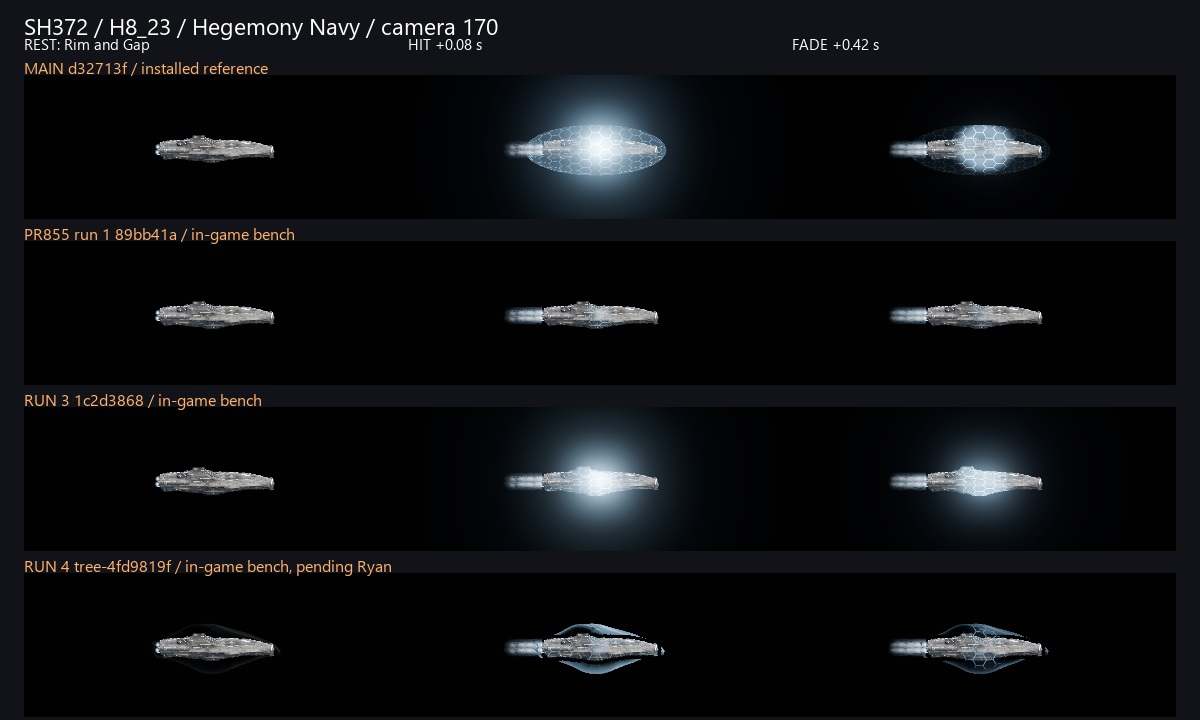 SH372 / H8_23 / Hegemony Navy / camera 170
REST: Rim and Gap
HIT +0.08 s
FADE +0.42 s
MAIN d32713f / installed reference
PR855 run 1 89bb41a / in-game bench
RUN 3 1c2d3868 / in-game bench
RUN 4 tree-4fd9819f / in-game bench, pending Ryan